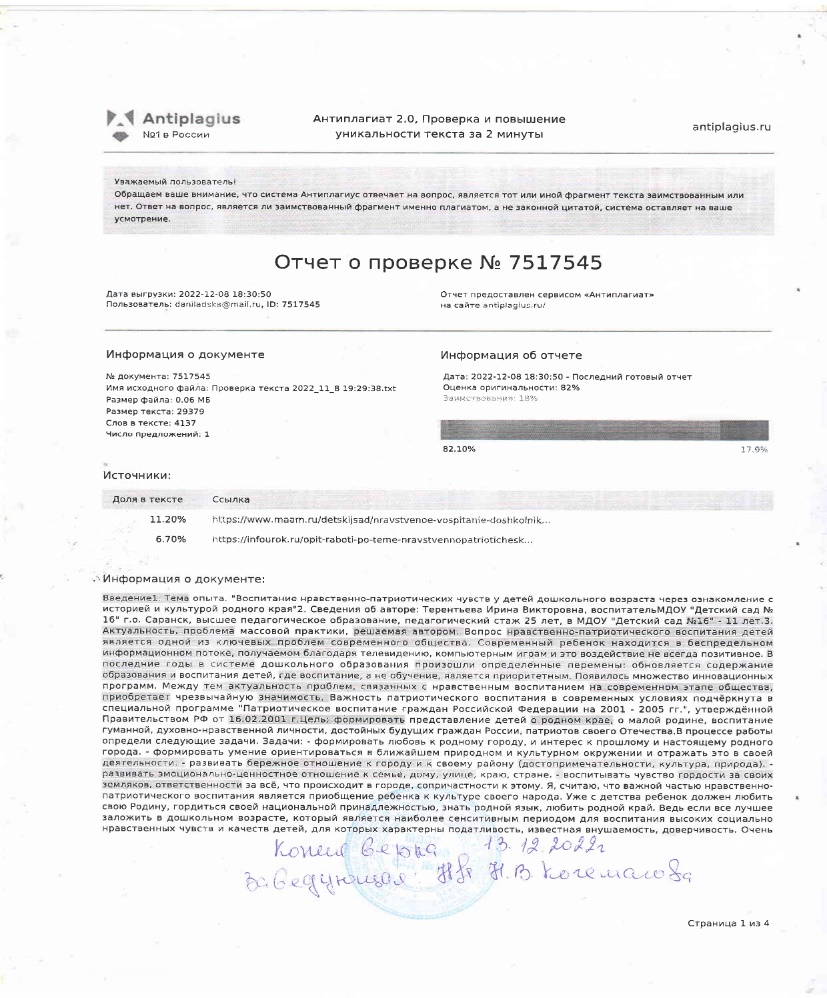 Antiplagius
№1 в России
Антиплагиат 2.0, Проверка и повышение
уникальности текста за 2 минуты
antiplagius.ru
Уважаемый пользователь!
Обращаем ваше внимание, что система Антиплагиус отвечает на вопрос, является тот или иной фрагмент текста заимствованным или
нет. Ответ на вопрос, является ли заимствованный фрагмент именно плагиатом, а не законной цитатой, система оставляет на ваше
усмотрение.
Отчет о проверке № 7517545
Дата выгрузки: 2022-12-08 18:30:50
Пользователь: daniladska@mail.ru, ID: 7517545
Отчет предоставлен сервисом «Антиплагиат»
на сайте antiplagius.ru/
Информация о документе
№ документа: 7517545
Имя исходного файла: Проверка текста 2022_11_8 19:29:38.txt
Размер файла: 0.06 МБ
Размер текста: 29379
Слов в тексте: 4137
Число предложений: 1
Информация об отчете
Дата: 2022-12-08 18:30:50 - Последний готовый отчет
Оценка оригинальности: 82%
Заимствования: 18%
82.10%
17.9%
Источники:
Доля в тексте Ссылка
11.20% https://www.maam.ru/detskijsad/nravstvenoe-vospitanie-doshkolnik...
6.70% https://infourok.ru/opit-raboti-po-teme-nravstvennopatriotichesk...
Информация о документе:
Введение1. Тема опыта. "Воспитание нравственно-патриотических чувств у детей дошкольного возраста через ознакомление с
историей и культурой родного края"2. Сведения об авторе: Терентьева Ирина Викторовна, воспитательМДОУ "Детский сад №
16" г.о. Саранск, высшее педагогическое образование, педагогический стаж 25 лет, в МДОУ "Детский сад №16" - 11 лет.3.
Актуальность, проблема массовой практики, решаемая автором. Вопрос нравственно-патриотического воспитания детей
является одной из ключевых проблем современного общества. Современный ребенок находится в беспредельном
информационном потоке, получаемом благодаря телевидению, компьютерным играм и это воздействие не всегда позитивное. В
последние годы в системе дошкольного образования произошли определенные перемены: обновляется содержание
образования и воспитания детей, где воспитание, а не обучение, является приоритетным. Появилось множество инновационных
программ. Между тем актуальность проблем, связанных с нравственным воспитанием на современном этапе общества,
приобретает чрезвычайную значимость. Важность патриотического воспитания в современных условиях подчёркнута в
специальной программе "Патриотическое воспитание граждан Российской Федерации на 2001 - 2005 гг.", утверждённой
Правительством РФ от 16.02.2001 г.Цель: формировать представление детей о родном крае, о малой родине, воспитание
гуманной, духовно-нравственной личности, достойных будущих граждан России, патриотов своего Отечества.В процессе работы
определи следующие задачи. Задачи: - формировать любовь к родному городу, и интерес к прошлому и настоящему родного
города. - формировать умение ориентироваться в ближайшем природном и культурном окружении и отражать это в своей
деятельности. - развивать бережное отношение к городу и к своему району (достопримечательности, культура, природа). -
развивать эмоционально-ценностное отношение к семье, дому, улице, краю, стране. - воспитывать чувство гордости за своих
земляков, ответственности за всё, что происходит в городе, сопричастности к этому. Я, считаю, что важной частью нравственно-
патриотического воспитания является приобщение ребенка к культуре своего народа. Уже с детства ребенок должен любить
свою Родину, гордиться своей национальной принадлежностью, знать родной язык, любить родной край. Ведь если все лучшее
заложить в дошкольном возрасте, который является наиболее сенситивным периодом для воспитания высоких социально
нравственных чувств и качеств детей, для которых характерны податливость, известная внушаемость, доверчивость. Очень
Копия верна 13.12.2022г
Заведующая Н.В.
Страница 1 из 4